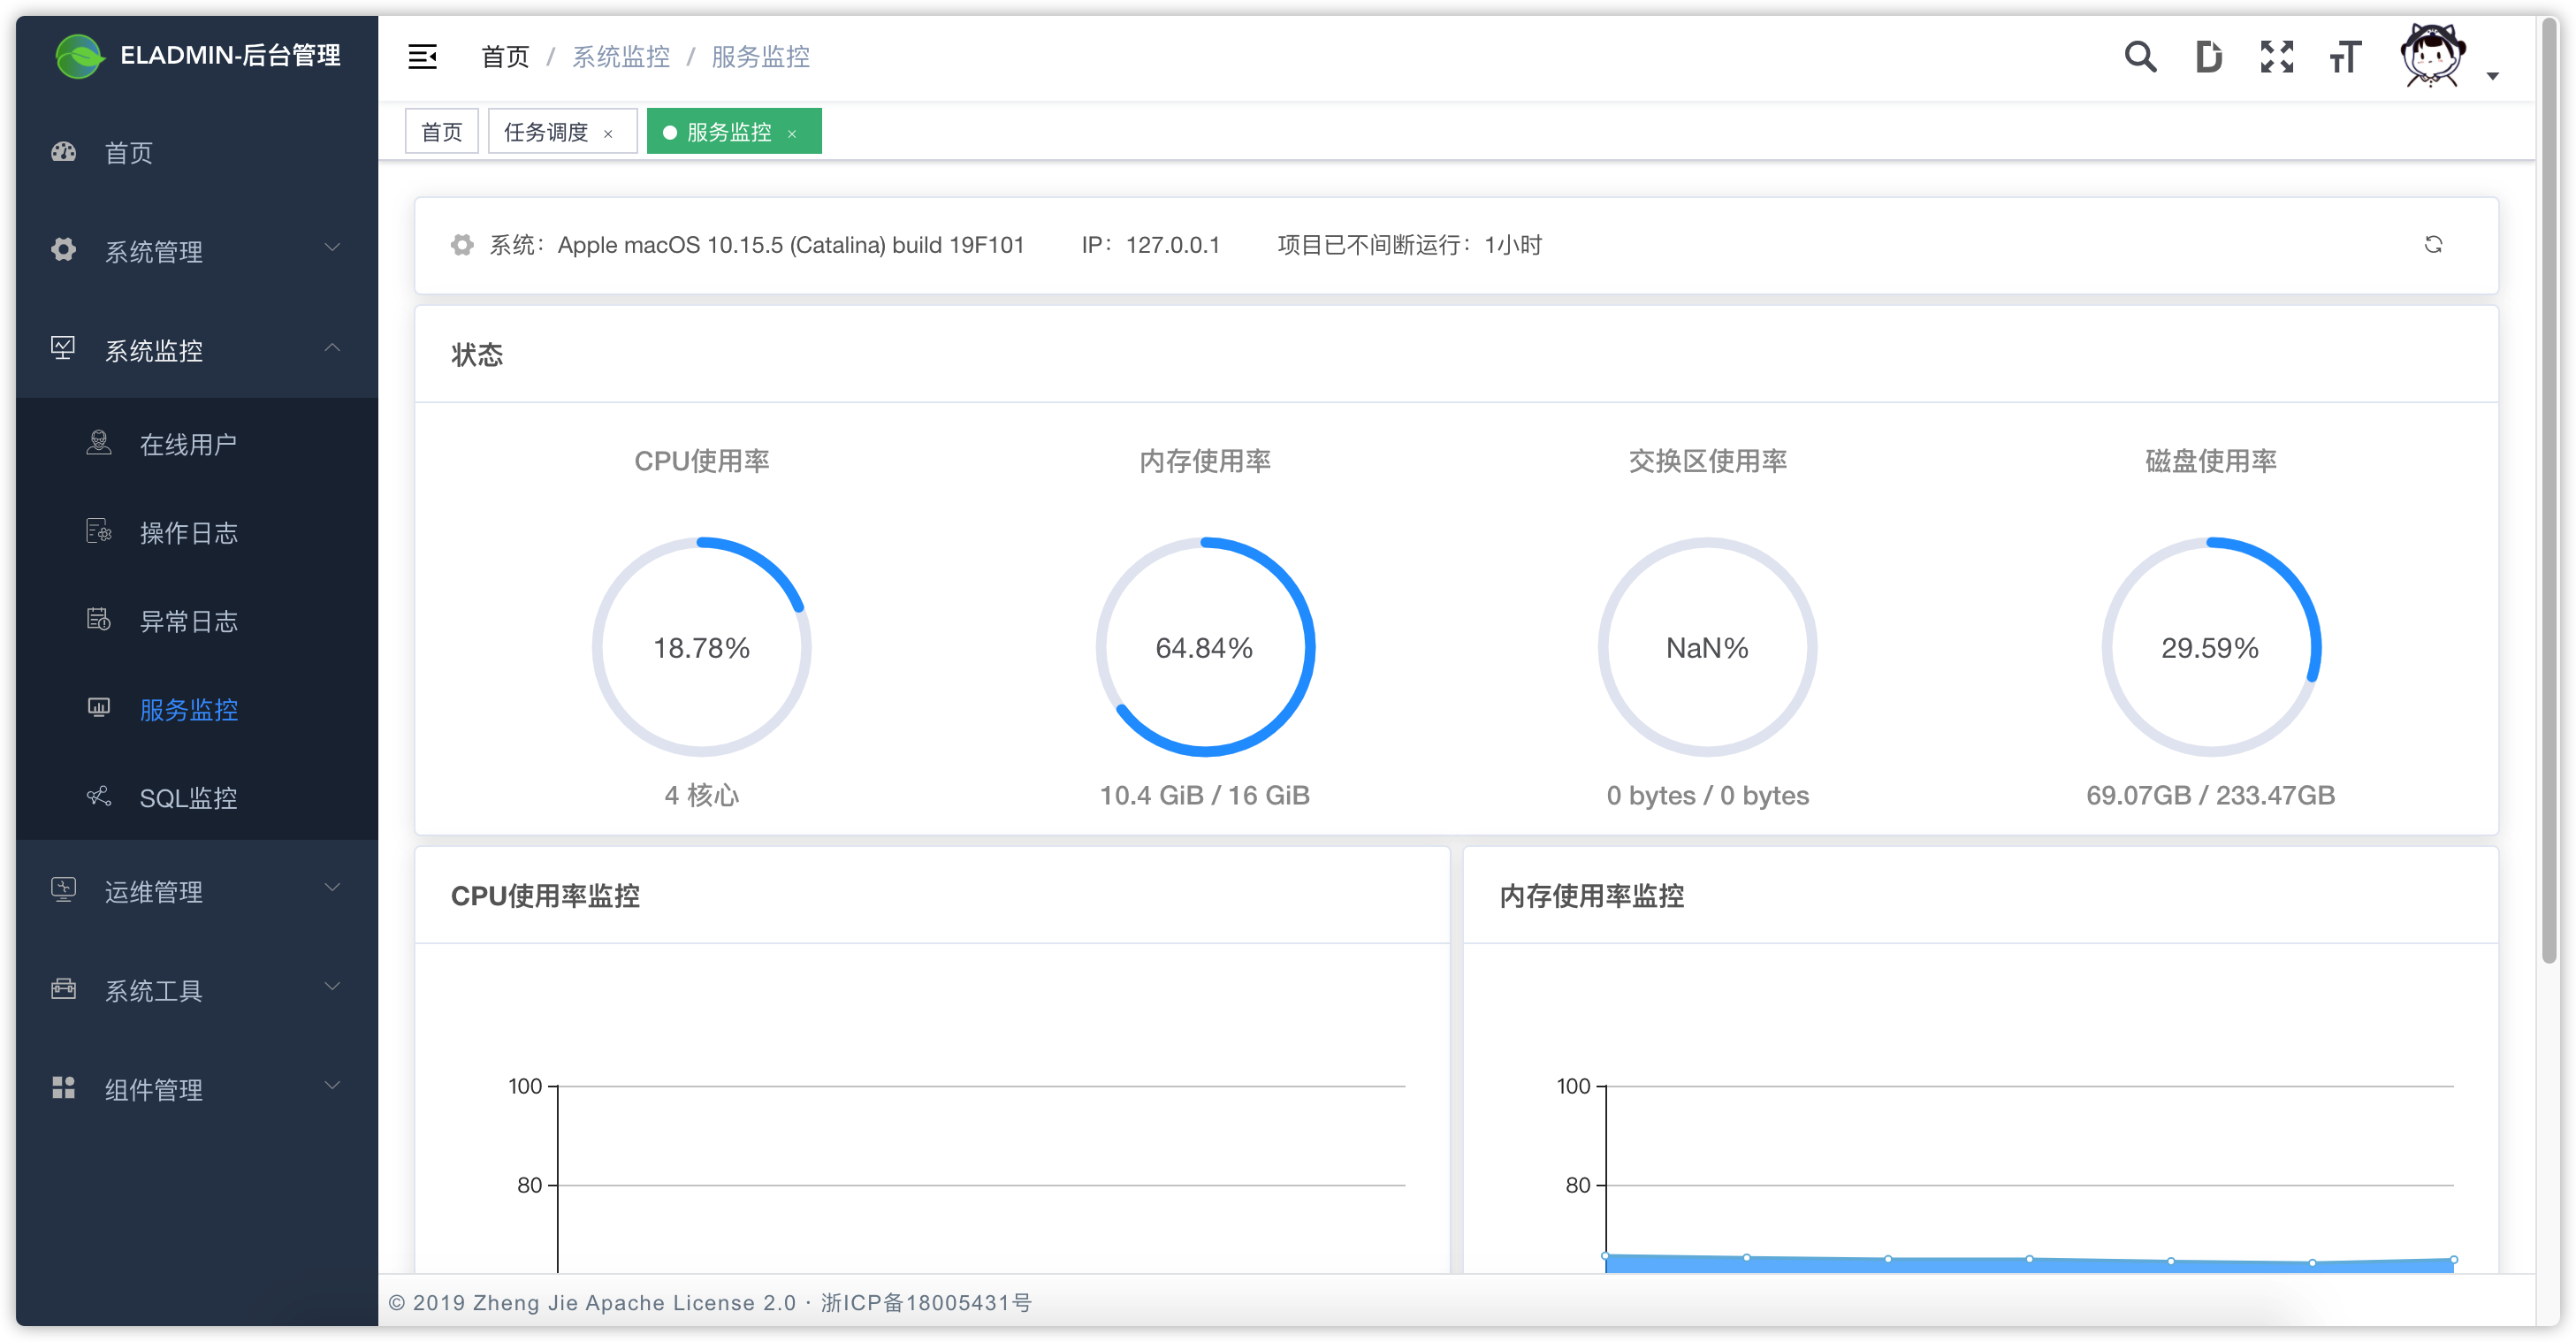 ELADMIN-后台管理
首页
系统管理
系统监控
在线用户
操作日志
异常日志
服务监控
SQL监控
运维管理
系统工具
组件管理
首页 / 系统监控 / 服务监控
首页 任务调度 × 服务监控 ×
系统：Apple macOS 10.15.5 (Catalina) build 19F101 IP：127.0.0.1 项目已不间断运行：1小时
状态
CPU使用率 内存使用率 交换区使用率 磁盘使用率
18.78% 64.84% NaN% 29.59%
4 核心 10.4 GiB / 16 GiB 0 bytes / 0 bytes 69.07GB / 233.47GB
CPU使用率监控
100
80
内存使用率监控
100
80
© 2019 Zheng Jie Apache License 2.0 · 浙ICP备18005431号